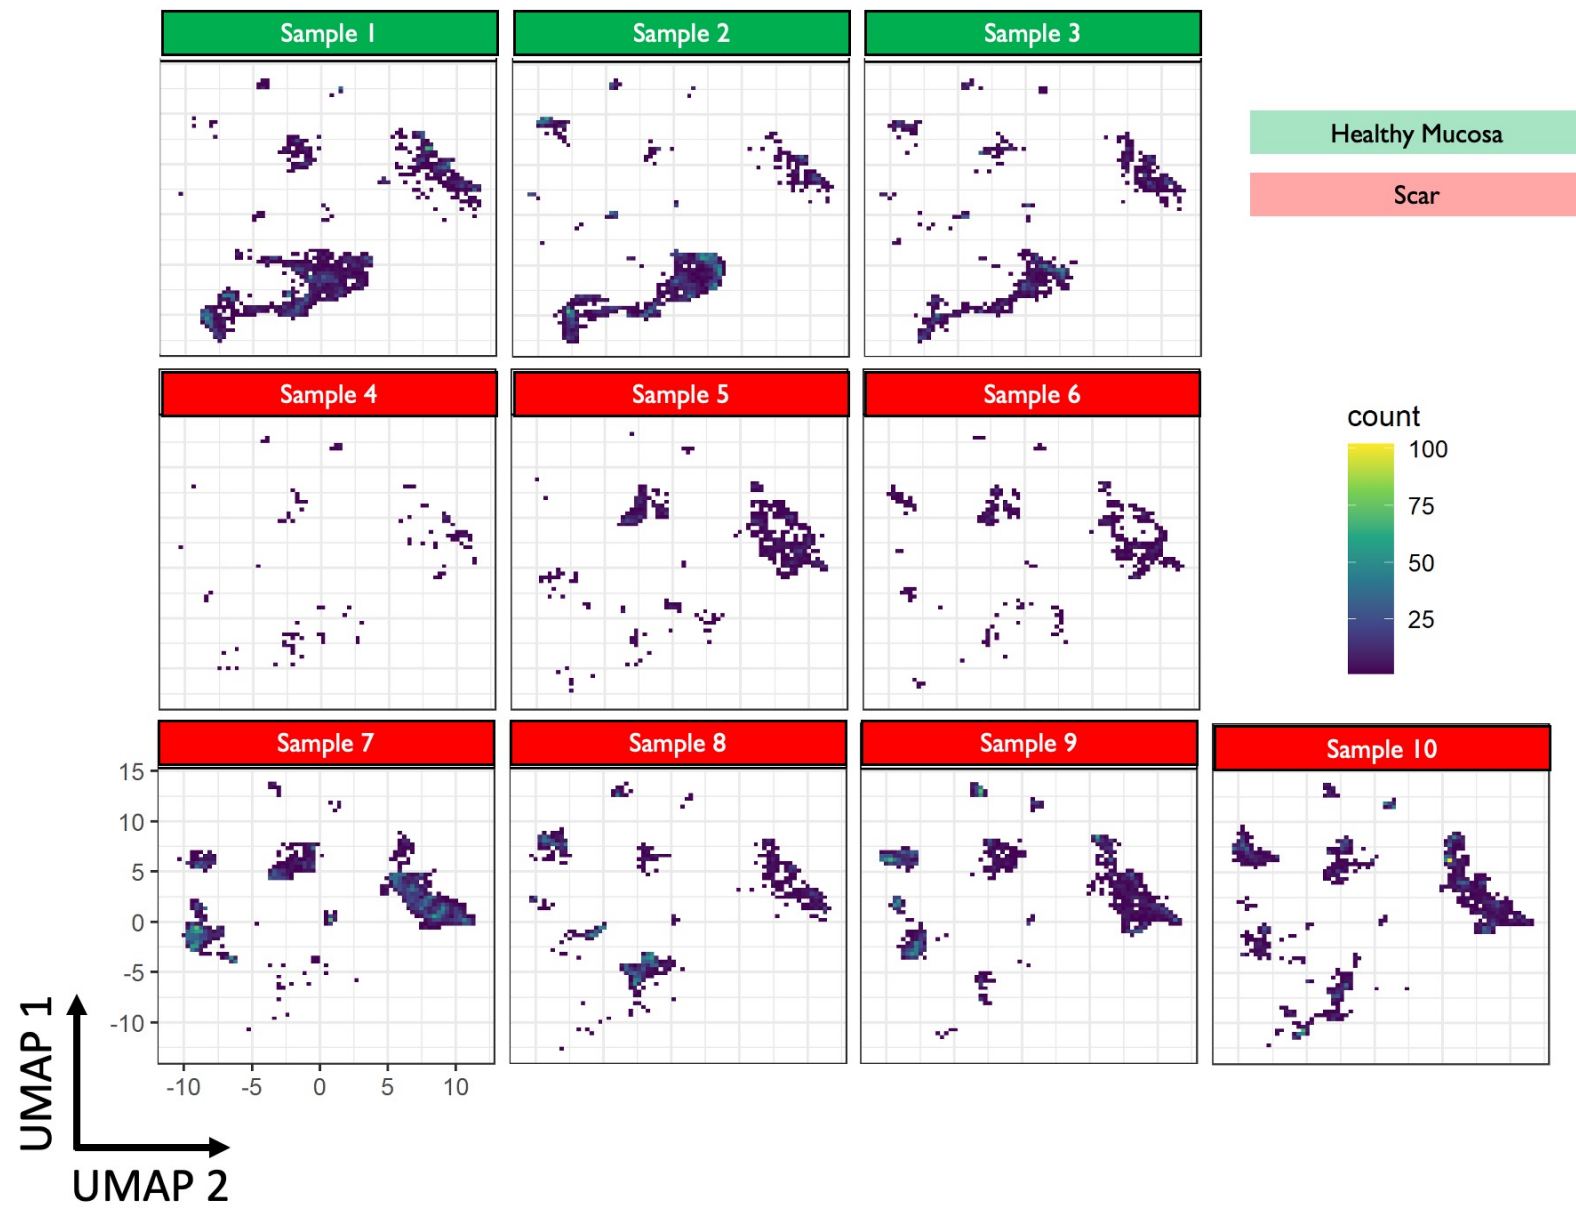 Sample 1
Sample 2
Sample 3
Healthy Mucosa
Scar
Sample 4
Sample 5
Sample 6
count
100
75
50
25
Sample 7
Sample 8
Sample 9
Sample 10
15
10
5
0
-5
-10
-10
-5
0
5
10
UMAP 1
UMAP 2